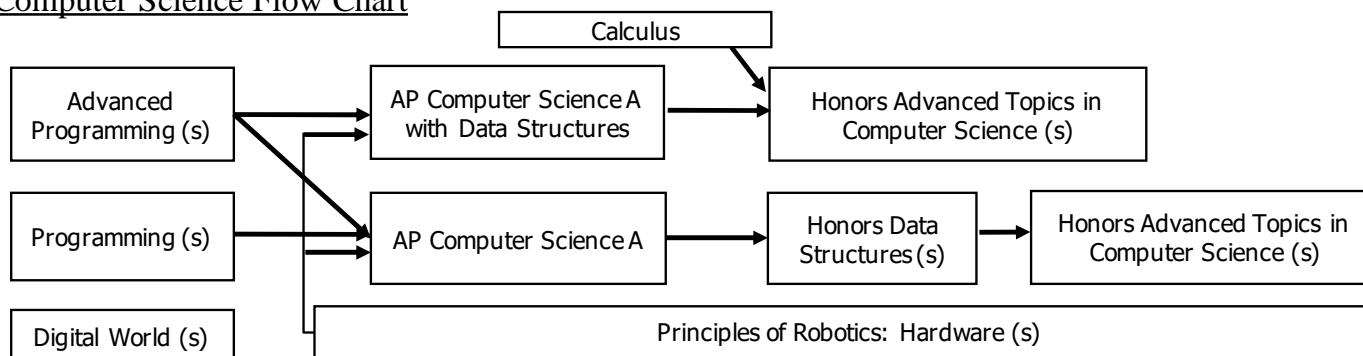 Computer Science Flow Chart
Calculus
Advanced
Programming (s)
AP Computer Science A
with Data Structures
Honors Advanced Topics in
Computer Science (s)
Programming (s)
AP Computer Science A
Honors Data
Structures (s)
Honors Advanced Topics in
Computer Science (s)
Digital World (s)
Principles of Robotics: Hardware (s)